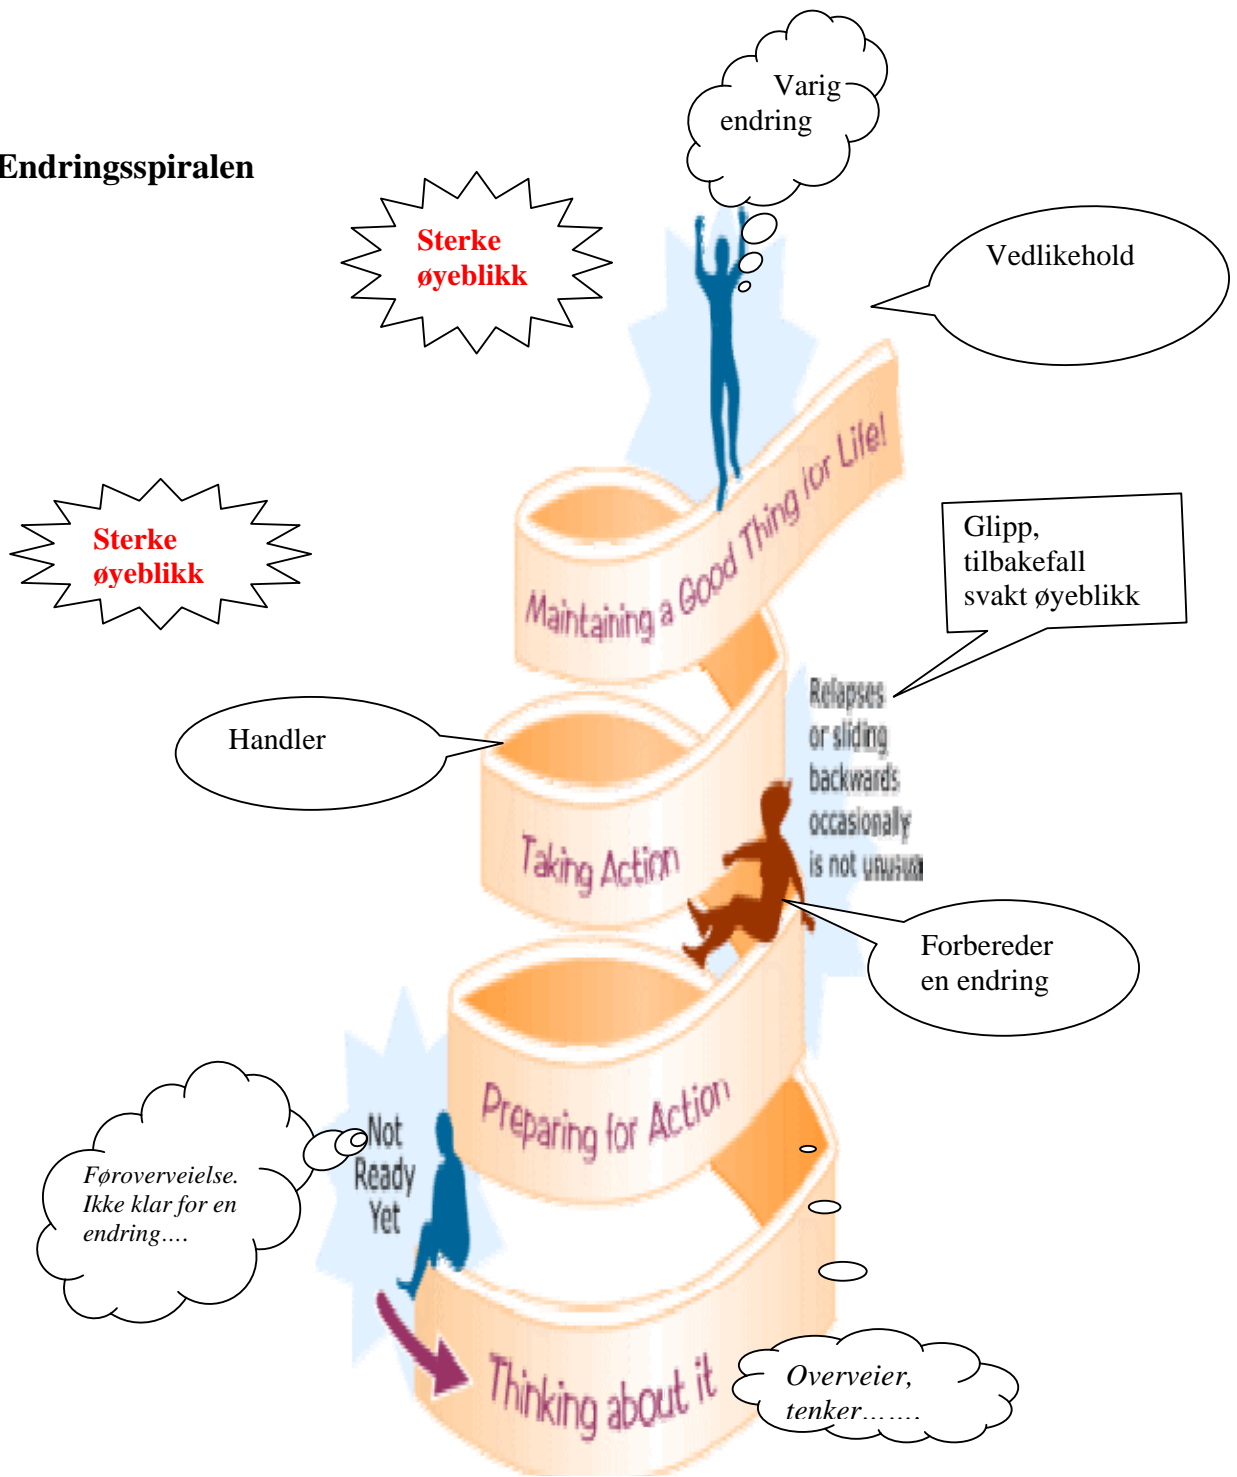 Varig
endring
Endringsspiralen
Sterke
øyeblikk
Vedlikehold
Maintaining a Good Thing for Life!
Sterke
øyeblikk
Glipp,
tilbakefall
svakt øyeblikk
Relapses
or sliding
backwards
occasionally
is not unusua
Handler
Taking Action
Forbereder
en endring
Preparing for Action
Not
Ready
Yet
Føroverveielse.
Ikke klar for en
endring….
Thinking about it
Overveier,
tenker…….